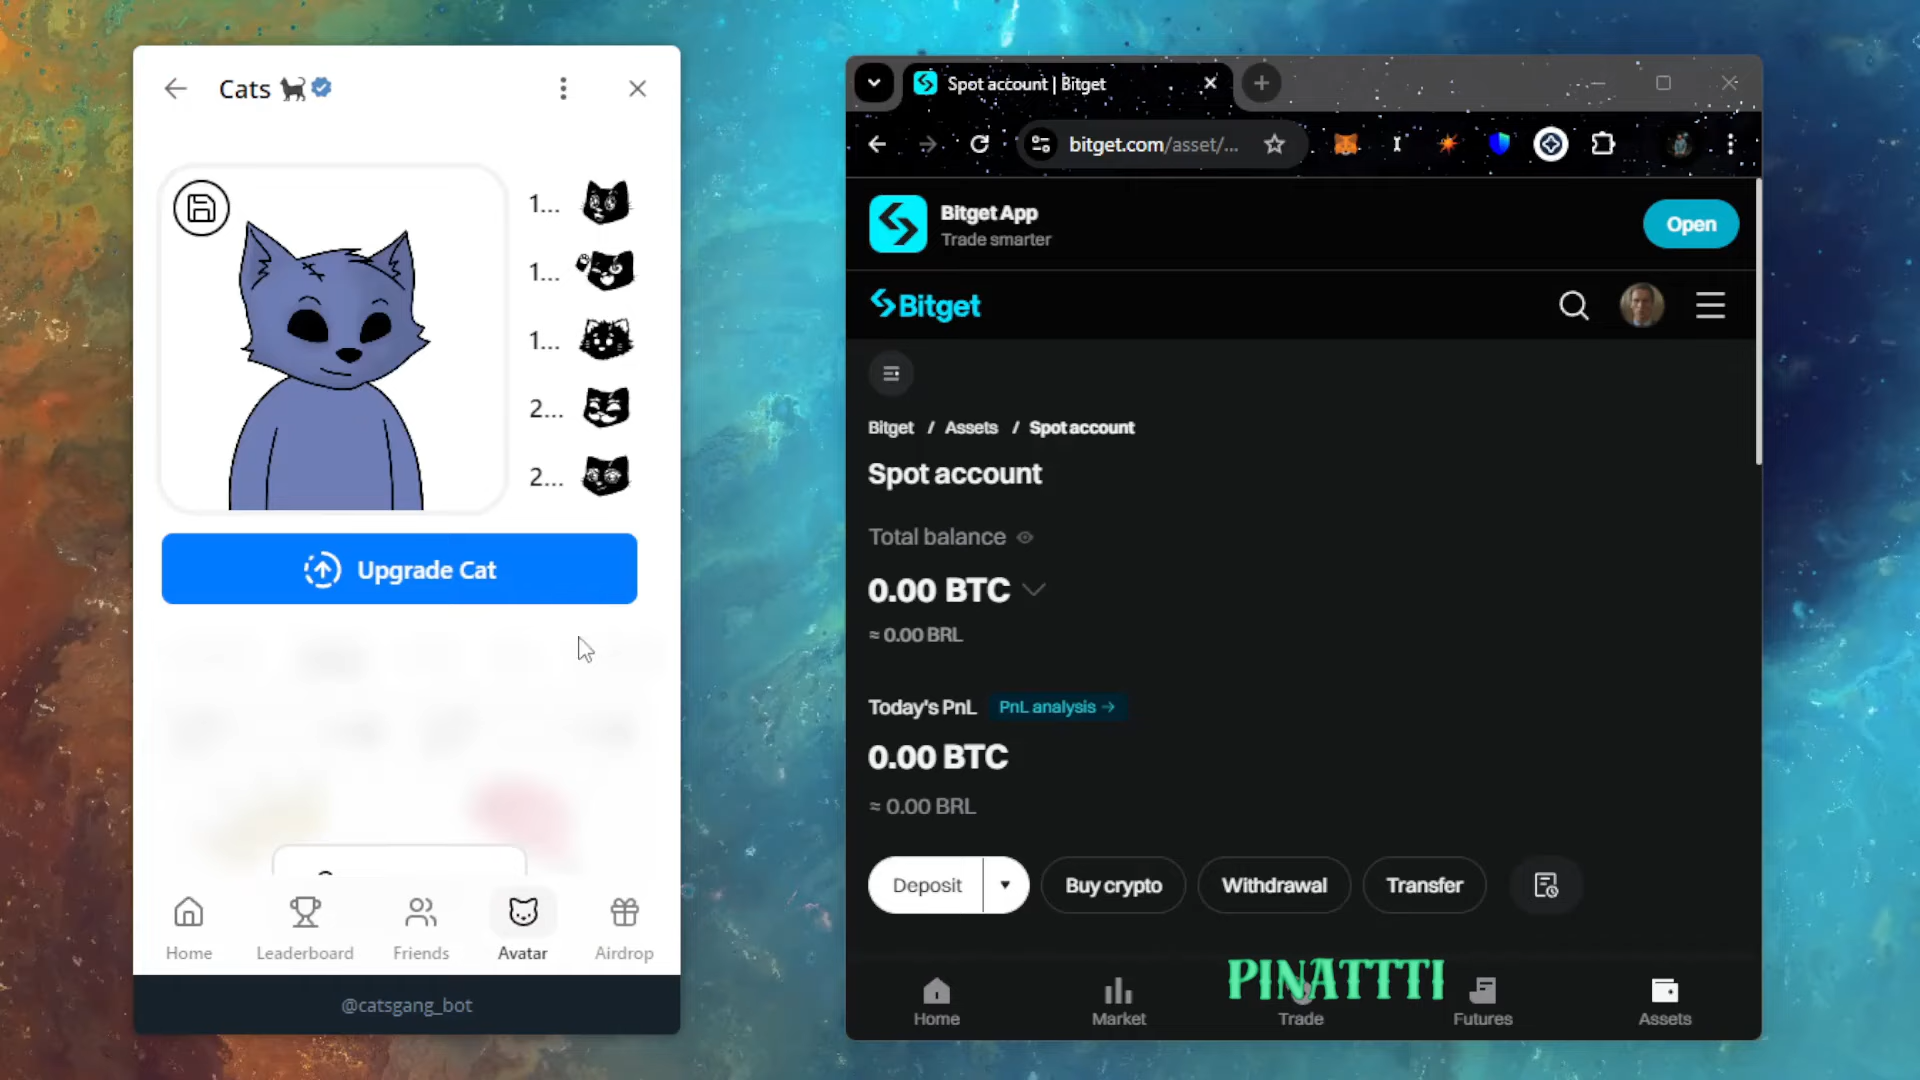 Cats
1...
1...
1...
2...
2...
Upgrade Cat
Home
Leaderboard
Friends
Avatar
Airdrop
@catsgang_bot
Spot account | Bitget
bitget.com/asset/...
Bitget App
Trade smarter
Open
Bitget
Bitget / Assets / Spot account
Spot account
Total balance
0.00 BTC
≈ 0.00 BRL
Today's PnL
PnL analysis →
0.00 BTC
≈ 0.00 BRL
Deposit
Buy crypto
Withdrawal
Transfer
PINATTTI
Home
Market
Trade
Futures
Assets